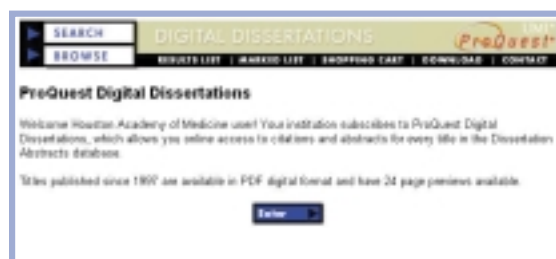 SEARCH
DIGITAL DISSERTATIONS
UMI
ProQuest
BROWSE
RESULTS LIST | MARKED LIST | SHOPPING CART | DOWNLOAD | CONTACT
ProQuest Digital Dissertations
Welcome Houston Academy of Medicine user! Your institution subscribes to ProQuest Digital
Dissertations, which allows you online access to citations and abstracts for every title in the Dissertation
Abstracts database.
Titles published since 1997 are available in PDF digital format and have 24 page previews available.
Enter